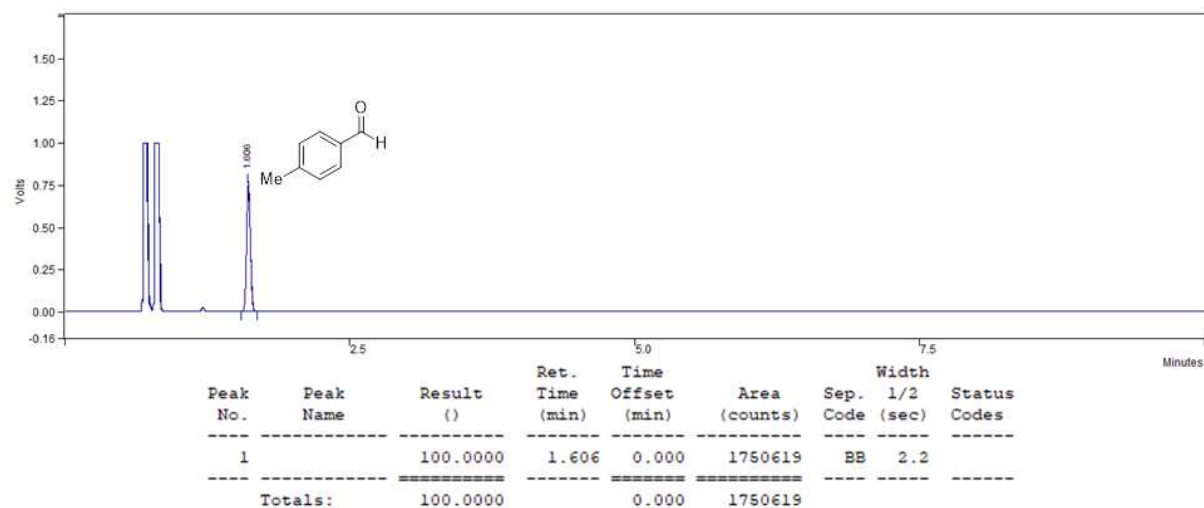 1.50
1.25
1.00
0.75
0.50
0.25
0.00
-0.16
Volts
1.606
O
H
Me
2.5 5.0 7.5
Minutes
Ret. Time Width
Peak Peak Result Time Offset Area Sep. 1/2 Status
No. Name () (min) (min) (counts) Code (sec) Codes
---- ------------ ---------- ------- ------- ---------- ---- ----- ------
1 100.0000 1.606 0.000 1750619 BB 2.2
---- ------------ ========== ------- ======= ========== ---- ----- ------
Totals: 100.0000 0.000 1750619